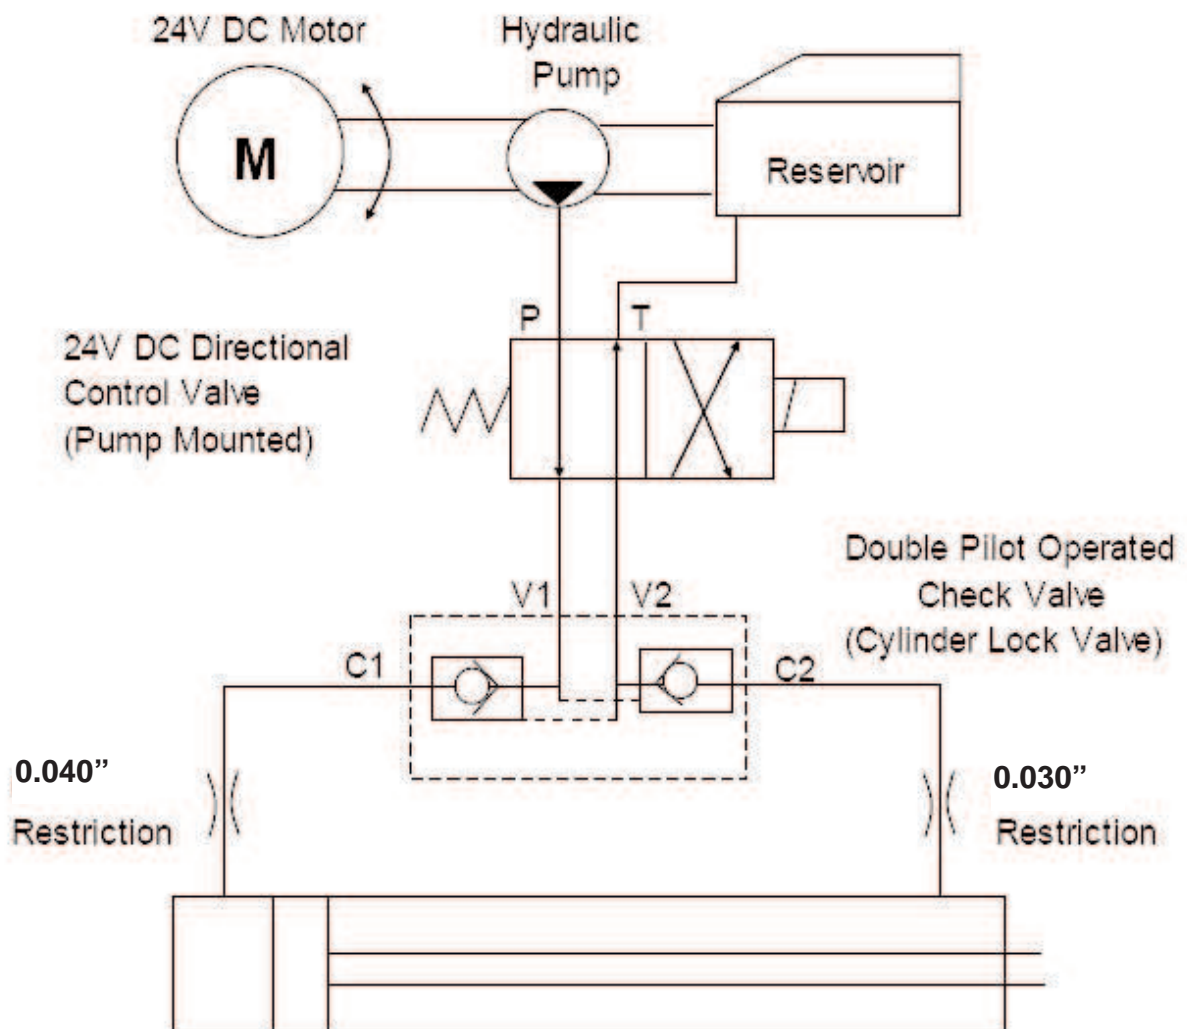 24V DC Motor
Hydraulic
Pump
M
Reservoir
P
T
24V DC Directional
Control Valve
(Pump Mounted)
Double Pilot Operated
Check Valve
(Cylinder Lock Valve)
V1
V2
C1
C2
0.040”
Restriction
0.030”
Restriction